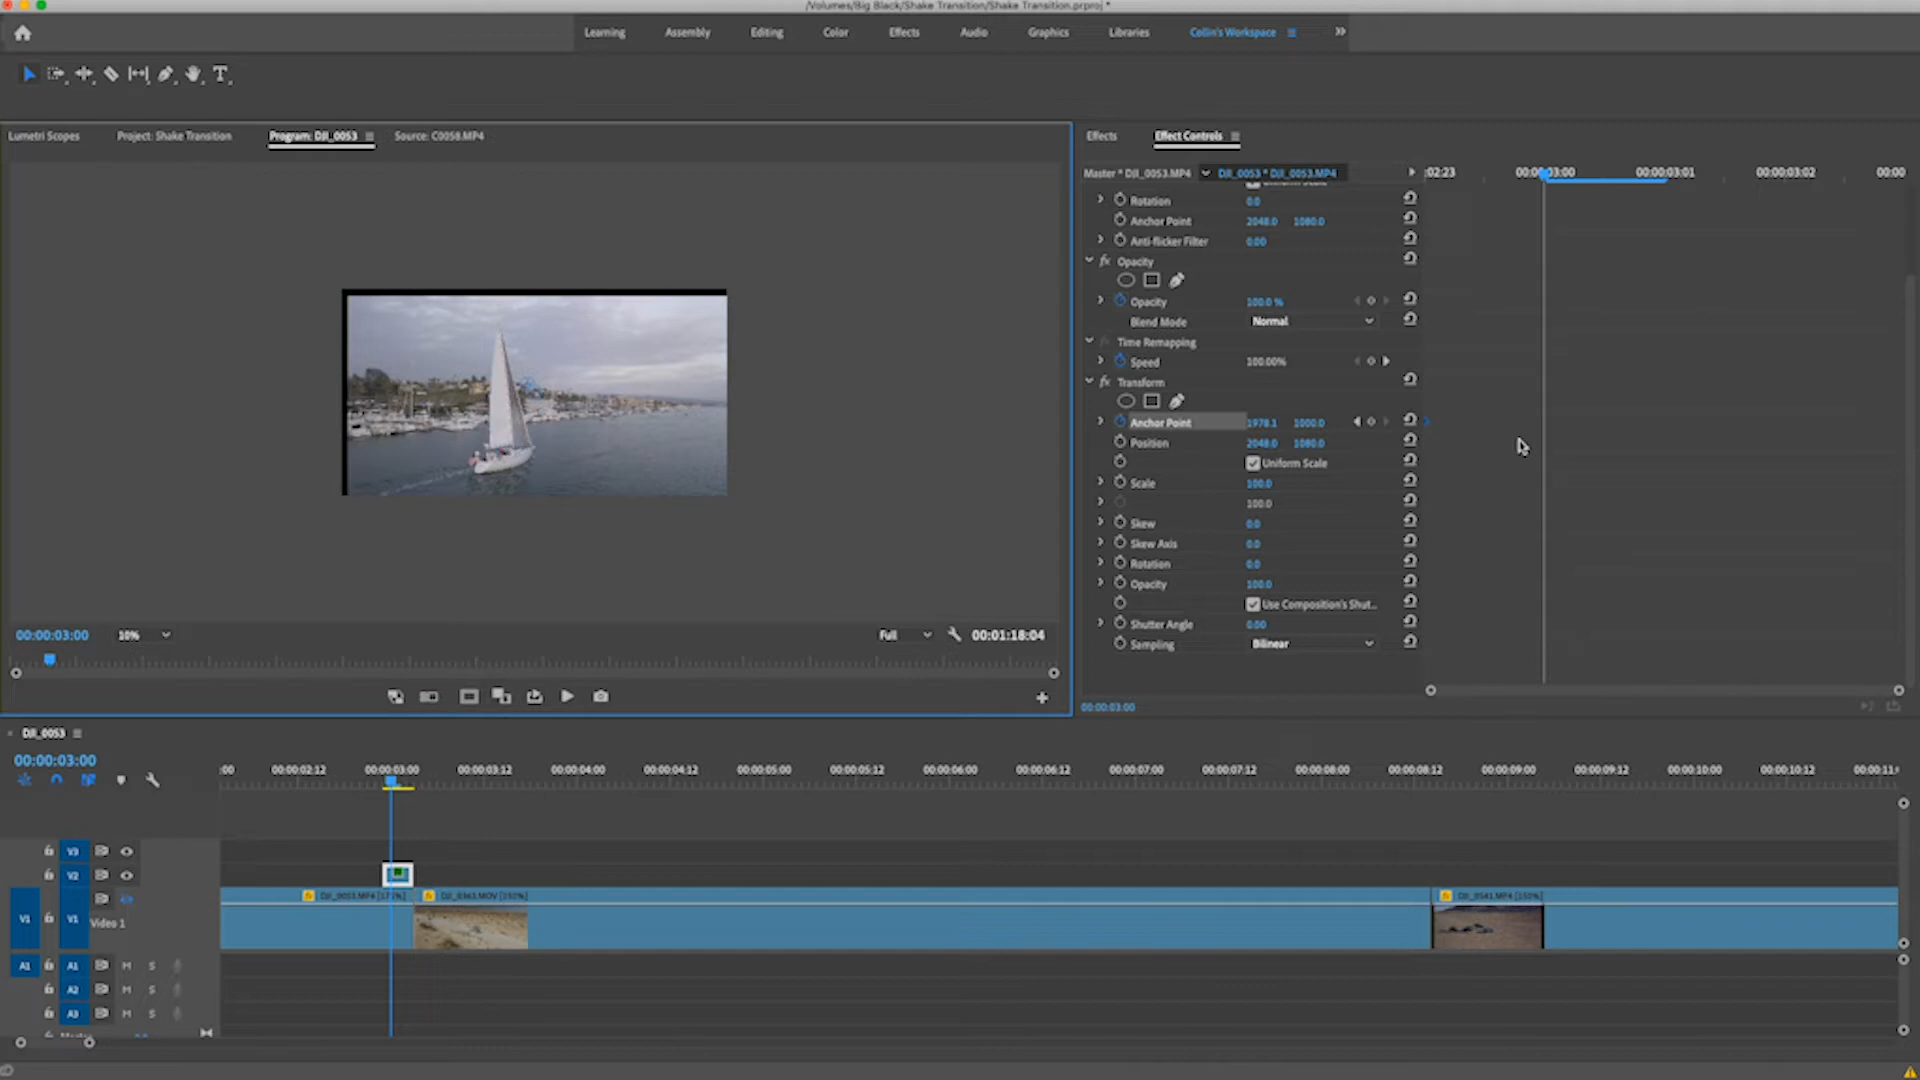 /Volumes/Big Black/Shake Transition/Shake Transition.prproj *
Learning Assembly Editing Color Effects Audio Graphics Libraries Collin's Workspace
Lumetri Scopes Project: Shake Transition Program: DJI_0053 Source: C0058.MP4
Effects Effect Controls
Master * DJI_0053.MP4 DJI_0053 * DJI_0053.MP4 :02:23 00:00:03:00 00:00:03:01 00:00:03:02 00:00
Uniform Scale
Rotation 0.0
Anchor Point 2048.0 1080.0
Anti-flicker Filter 0.00
fx Opacity
Opacity 100.0 %
Blend Mode Normal
Time Remapping
Speed 100.00%
fx Transform
Anchor Point 1978.1 1000.0
Position 2048.0 1080.0
Uniform Scale
Scale 100.0
100.0
Skew 0.0
Skew Axis 0.0
Rotation 0.0
Opacity 100.0
Use Composition's Shut...
Shutter Angle 0.00
Sampling Bilinear
00:00:03:00 10% Full 00:01:18:04
00:00:03:00
DJI_0053
00:00:03:00
:00 00:00:02:12 00:00:03:00 00:00:03:12 00:00:04:00 00:00:04:12 00:00:05:00 00:00:05:12 00:00:06:00 00:00:06:12 00:00:07:00 00:00:07:12 00:00:08:00 00:00:08:12 00:00:09:00 00:00:09:12 00:00:10:00 00:00:10:12 00:00:11:
V3
V2
DJI_0053.MP4 DJI_0363.MOV [150%] DJI_0541.MP4 [150%]
V1 V1 Video 1
A1 A1 M S
A2 M S
A3 M S